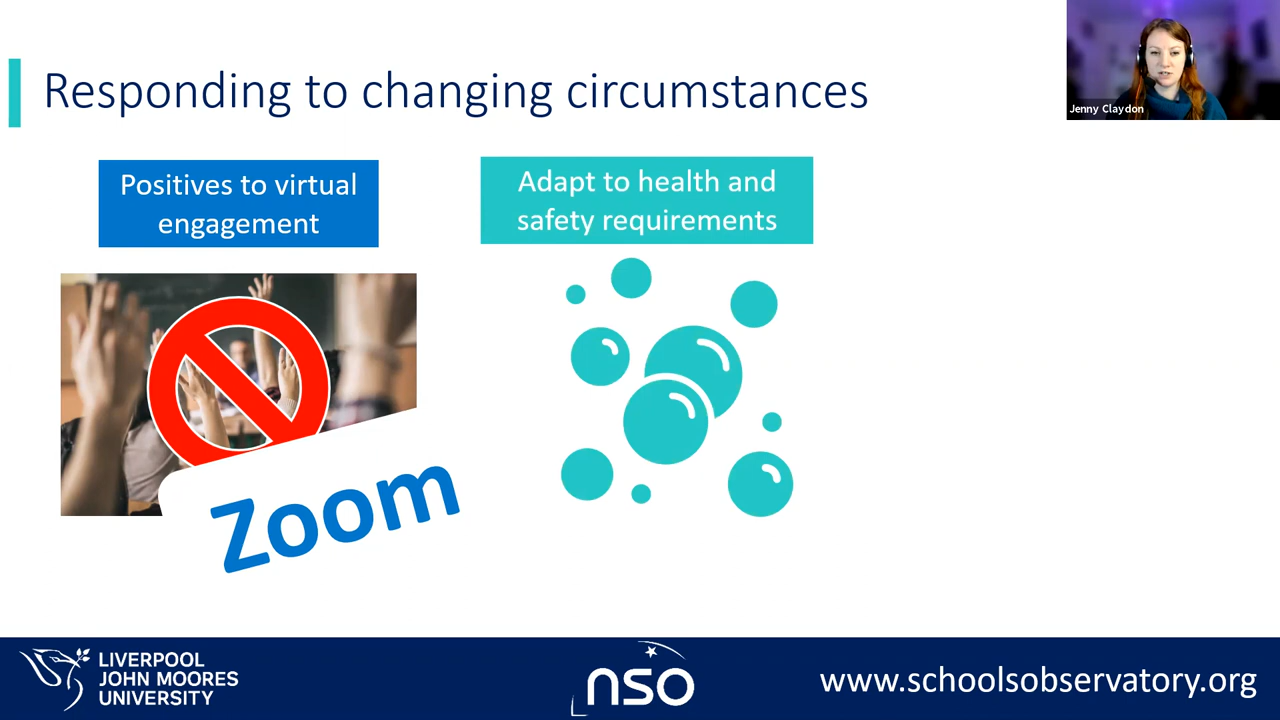 Responding to changing circumstances
Jenny Claydon
Positives to virtual
engagement
Adapt to health and
safety requirements
Zoom
LIVERPOOL
JOHN MOORES
UNIVERSITY
nso
www.schoolsobservatory.org